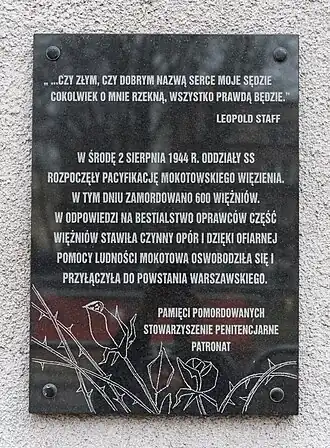 „...CZY ZŁYM, CZY DOBRYM NAZWĄ SERCE MOJE SĘDZIE
COKOLWIEK O MNIE RZEKNĄ, WSZYSTKO PRAWDĄ BĘDZIE."
LEOPOLD STAFF
W ŚRODĘ 2 SIERPNIA 1944 R. ODDZIAŁY SS
ROZPOCZĘŁY PACYFIKACJĘ MOKOTOWSKIEGO WIĘZIENIA.
W TYM DNIU ZAMORDOWANO 600 WIĘŹNIÓW.
W ODPOWIEDZI NA BESTIALSTWO OPRAWCÓW CZĘŚĆ
WIĘŹNIÓW STAWIŁA CZYNNY OPÓR I DZIĘKI OFIARNEJ
POMOCY LUDNOŚCI MOKOTOWA OSWOBODZIŁA SIĘ I
PRZYŁĄCZYŁA DO POWSTANIA WARSZAWSKIEGO.
PAMIĘCI POMORDOWANYCH
STOWARZYSZENIE PENITENCJARNE
PATRONAT